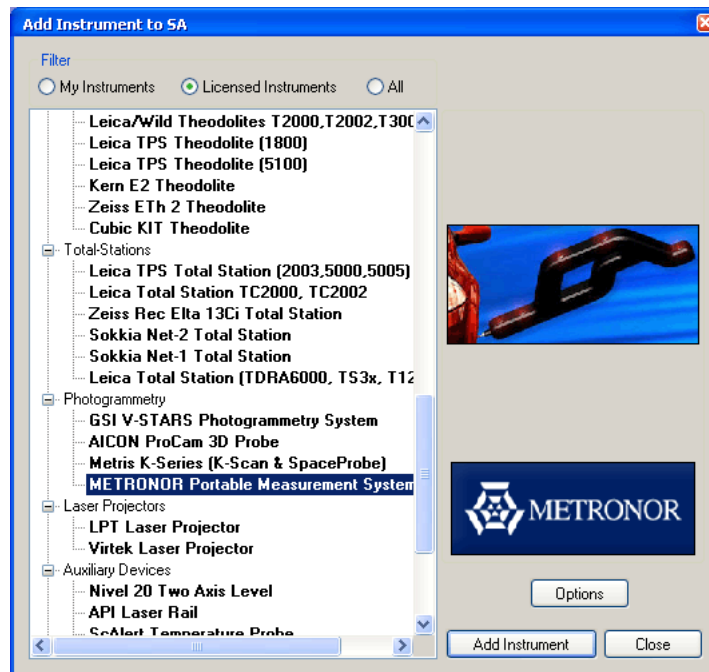 Add Instrument to SA
Filter
My Instruments
Licensed Instruments
All
Leica/Wild Theodolites T2000,T2002,T300
Leica TPS Theodolite (1800)
Leica TPS Theodolite (5100)
Kern E2 Theodolite
Zeiss ETh 2 Theodolite
Cubic KIT Theodolite
Total-Stations
Leica TPS Total Station (2003,5000,5005)
Leica Total Station TC2000, TC2002
Zeiss Rec Elta 13Ci Total Station
Sokkia Net-2 Total Station
Sokkia Net-1 Total Station
Leica Total Station (TDRA6000, TS3x, T12
Photogrammetry
GSI V-STARS Photogrammetry System
AICON ProCam 3D Probe
Metris K-Series (K-Scan & SpaceProbe)
METRONOR Portable Measurement System
Laser Projectors
LPT Laser Projector
Virtek Laser Projector
Auxiliary Devices
Nivel 20 Two Axis Level
API Laser Rail
ScAlert Temperature Probe
METRONOR
Options
Add Instrument
Close